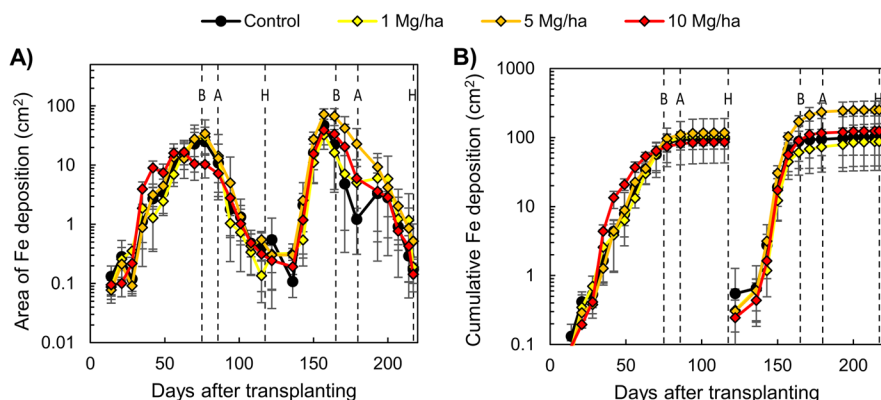 Control 1 Mg/ha 5 Mg/ha 10 Mg/ha
A)
Area of Fe deposition (cm²)
100
10
1
0.1
0.01
B A H B A H
0 50 100 150 200
Days after transplanting
B)
Cumulative Fe deposition (cm²)
1000
100
10
1
0.1
B A H B A H
0 50 100 150 200
Days after transplanting